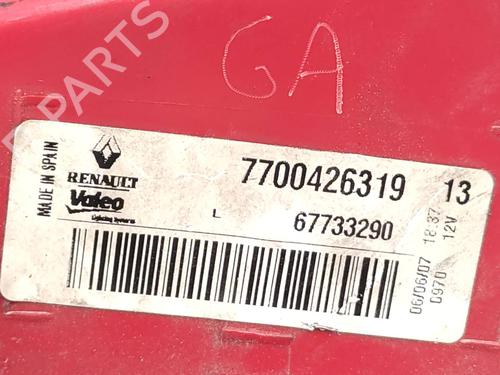 B-PARTS
GA
MADE IN SPAIN
RENAULT
7700426319 13
Valeo
Lighting Systems
L
67733290
06/06/07 18:37
0970 12V